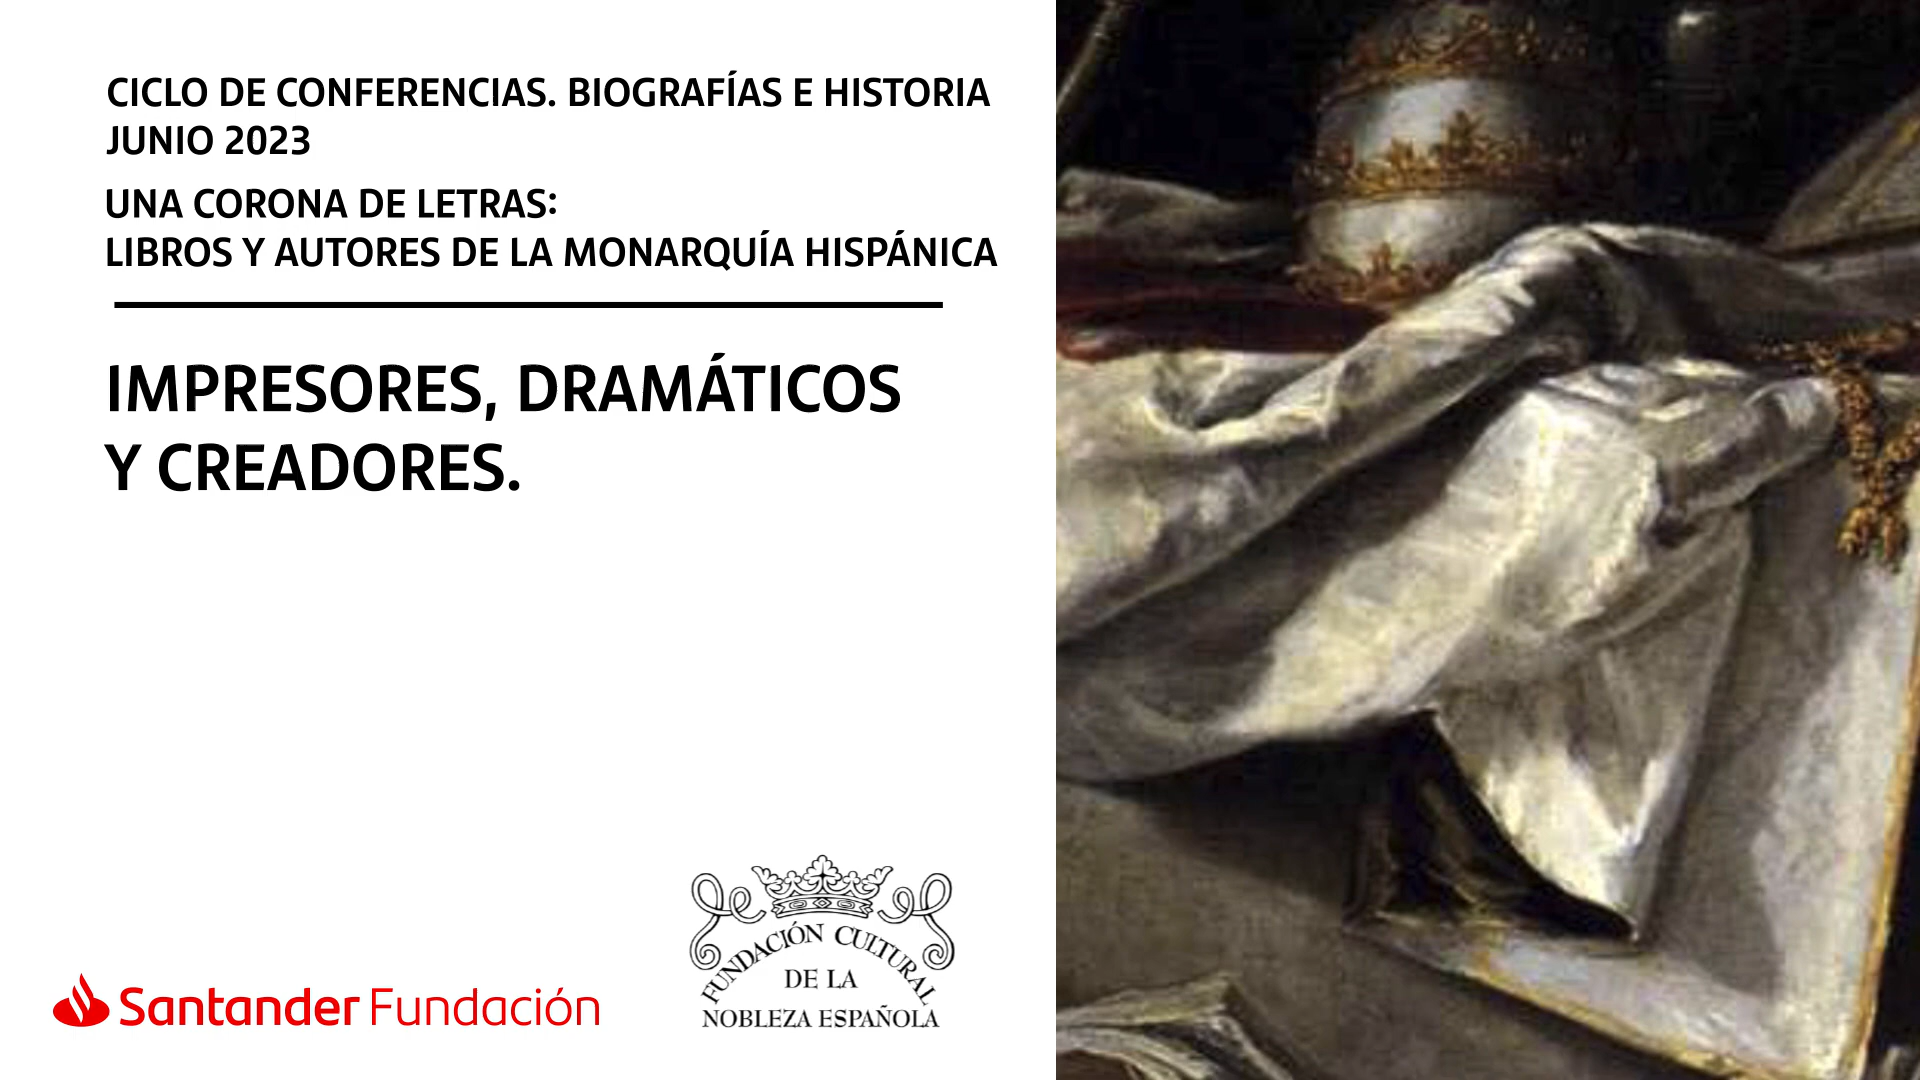 CICLO DE CONFERENCIAS. BIOGRAFÍAS E HISTORIA
JUNIO 2023
UNA CORONA DE LETRAS:
LIBROS Y AUTORES DE LA MONARQUÍA HISPÁNICA
IMPRESORES, DRAMÁTICOS
Y CREADORES.
Santander Fundación
FUNDACIÓN CULTURAL
DE LA
NOBLEZA ESPAÑOLA